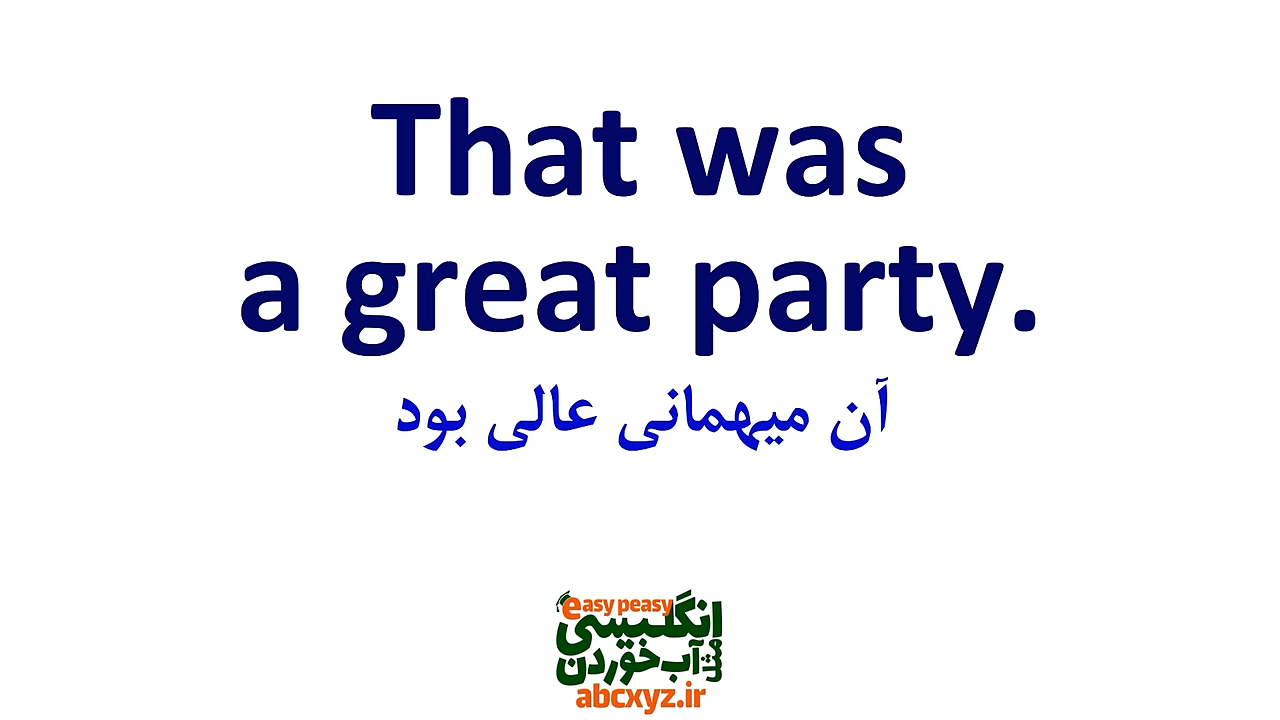 That was
a great party.
آن میهمانی عالی بود
easy peasy
انگلیسی
مثل آب خوردن
abcxyz.ir